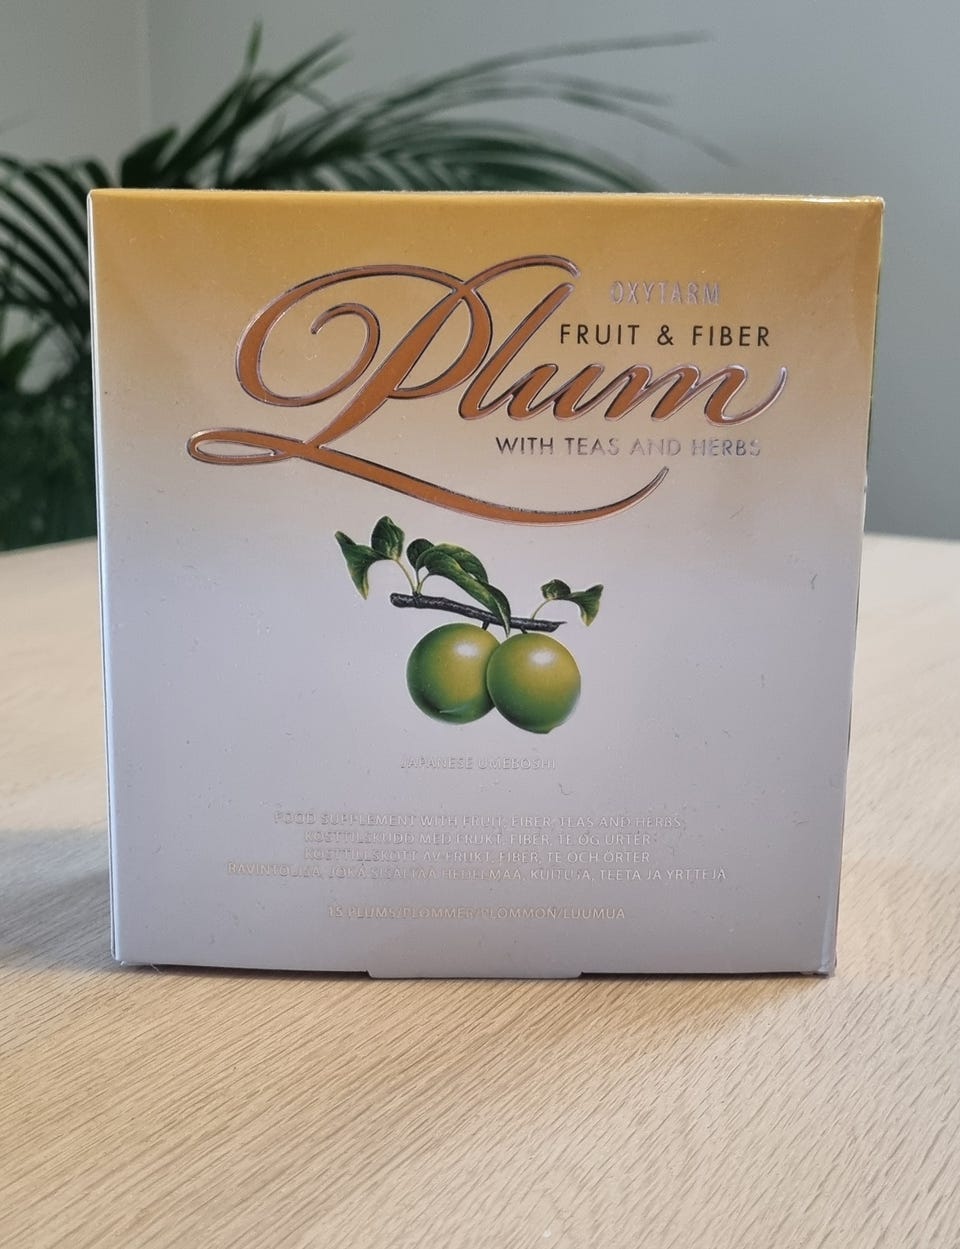 OXYTARM
FRUIT & FIBER
Plum
WITH TEAS AND HERBS
JAPANESE UMEBOSHI
FOOD SUPPLEMENT WITH FRUIT, FIBER, TEAS AND HERBS
KOSTTILSKUDD MED FRUKT, FIBER, TE OG URTER
KOSTTILLSKOTT AV FRUKT, FIBER, TE OCH ÖRTER
RAVINTOLISÄ, JOKA SISÄLTÄÄ HEDELMÄÄ, KUITUJA, TEETÄ JA YRTTEJÄ
15 PLUMS/PLOMMER/PLOMMON/LUUMUA